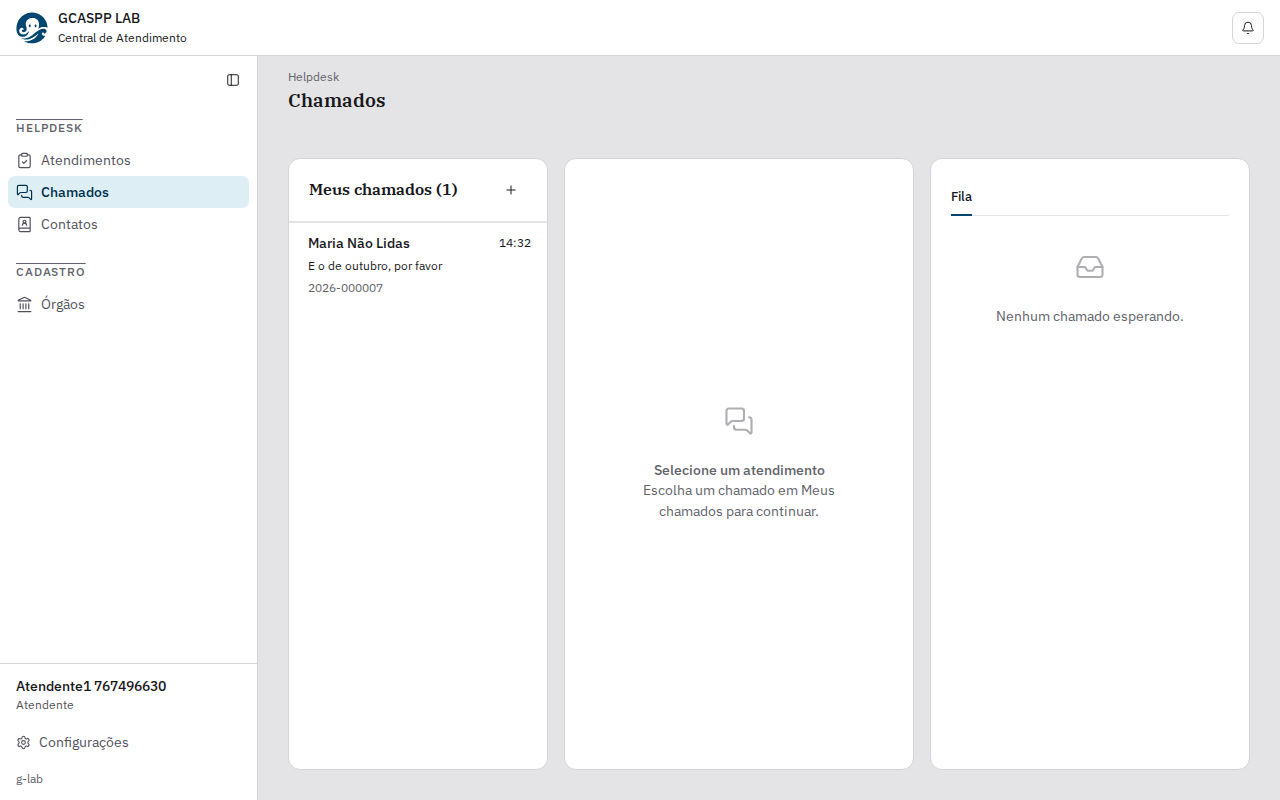 GCASPP LAB
Central de Atendimento
HELPDESK
Atendimentos
Chamados
Contatos
CADASTRO
Órgãos
Atendente1 767496630
Atendente
Configurações
g-lab
Helpdesk
Chamados
Meus chamados (1)
Maria Não Lidas 14:32
E o de outubro, por favor
2026-000007
Selecione um atendimento
Escolha um chamado em Meus
chamados para continuar.
Fila
Nenhum chamado esperando.